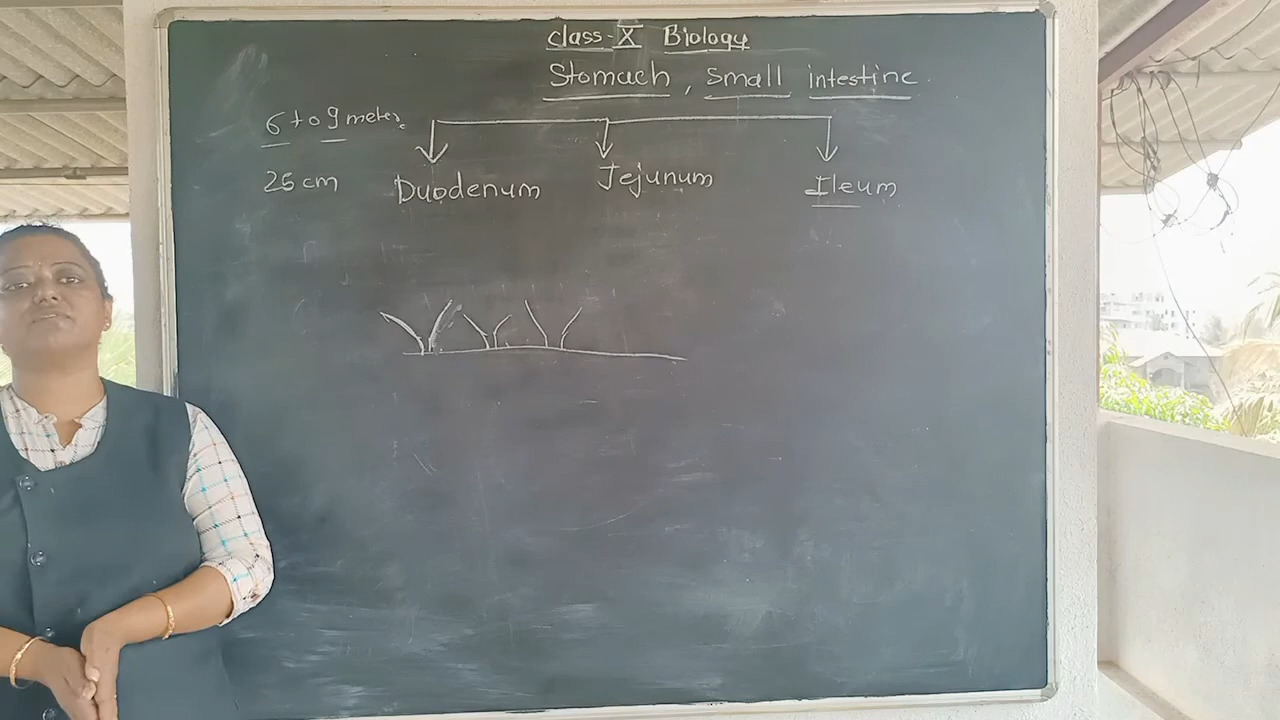 class-X Biology
Stomach, small intestine.
6 to 9 meter.
Duodenum Jejunum Ileum
25 cm